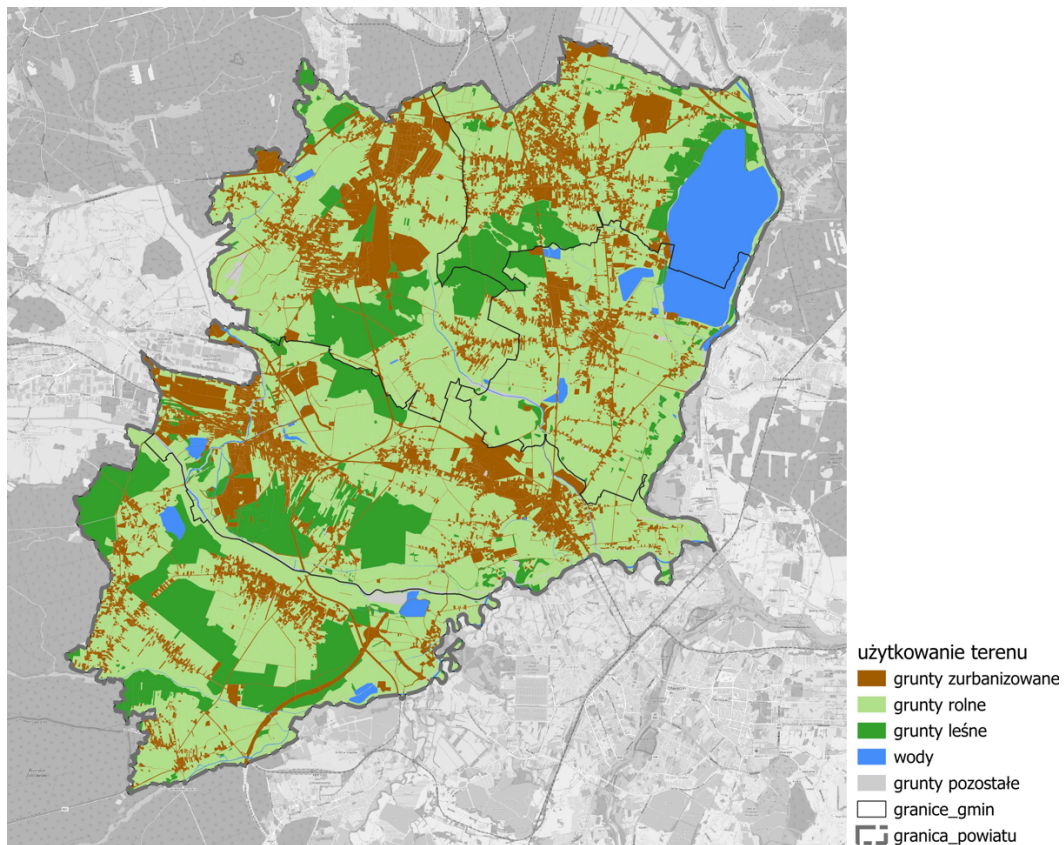 użytkowanie terenu
grunty zurbanizowane
grunty rolne
grunty leśne
wody
grunty pozostałe
granice_gmin
granica_powiatu